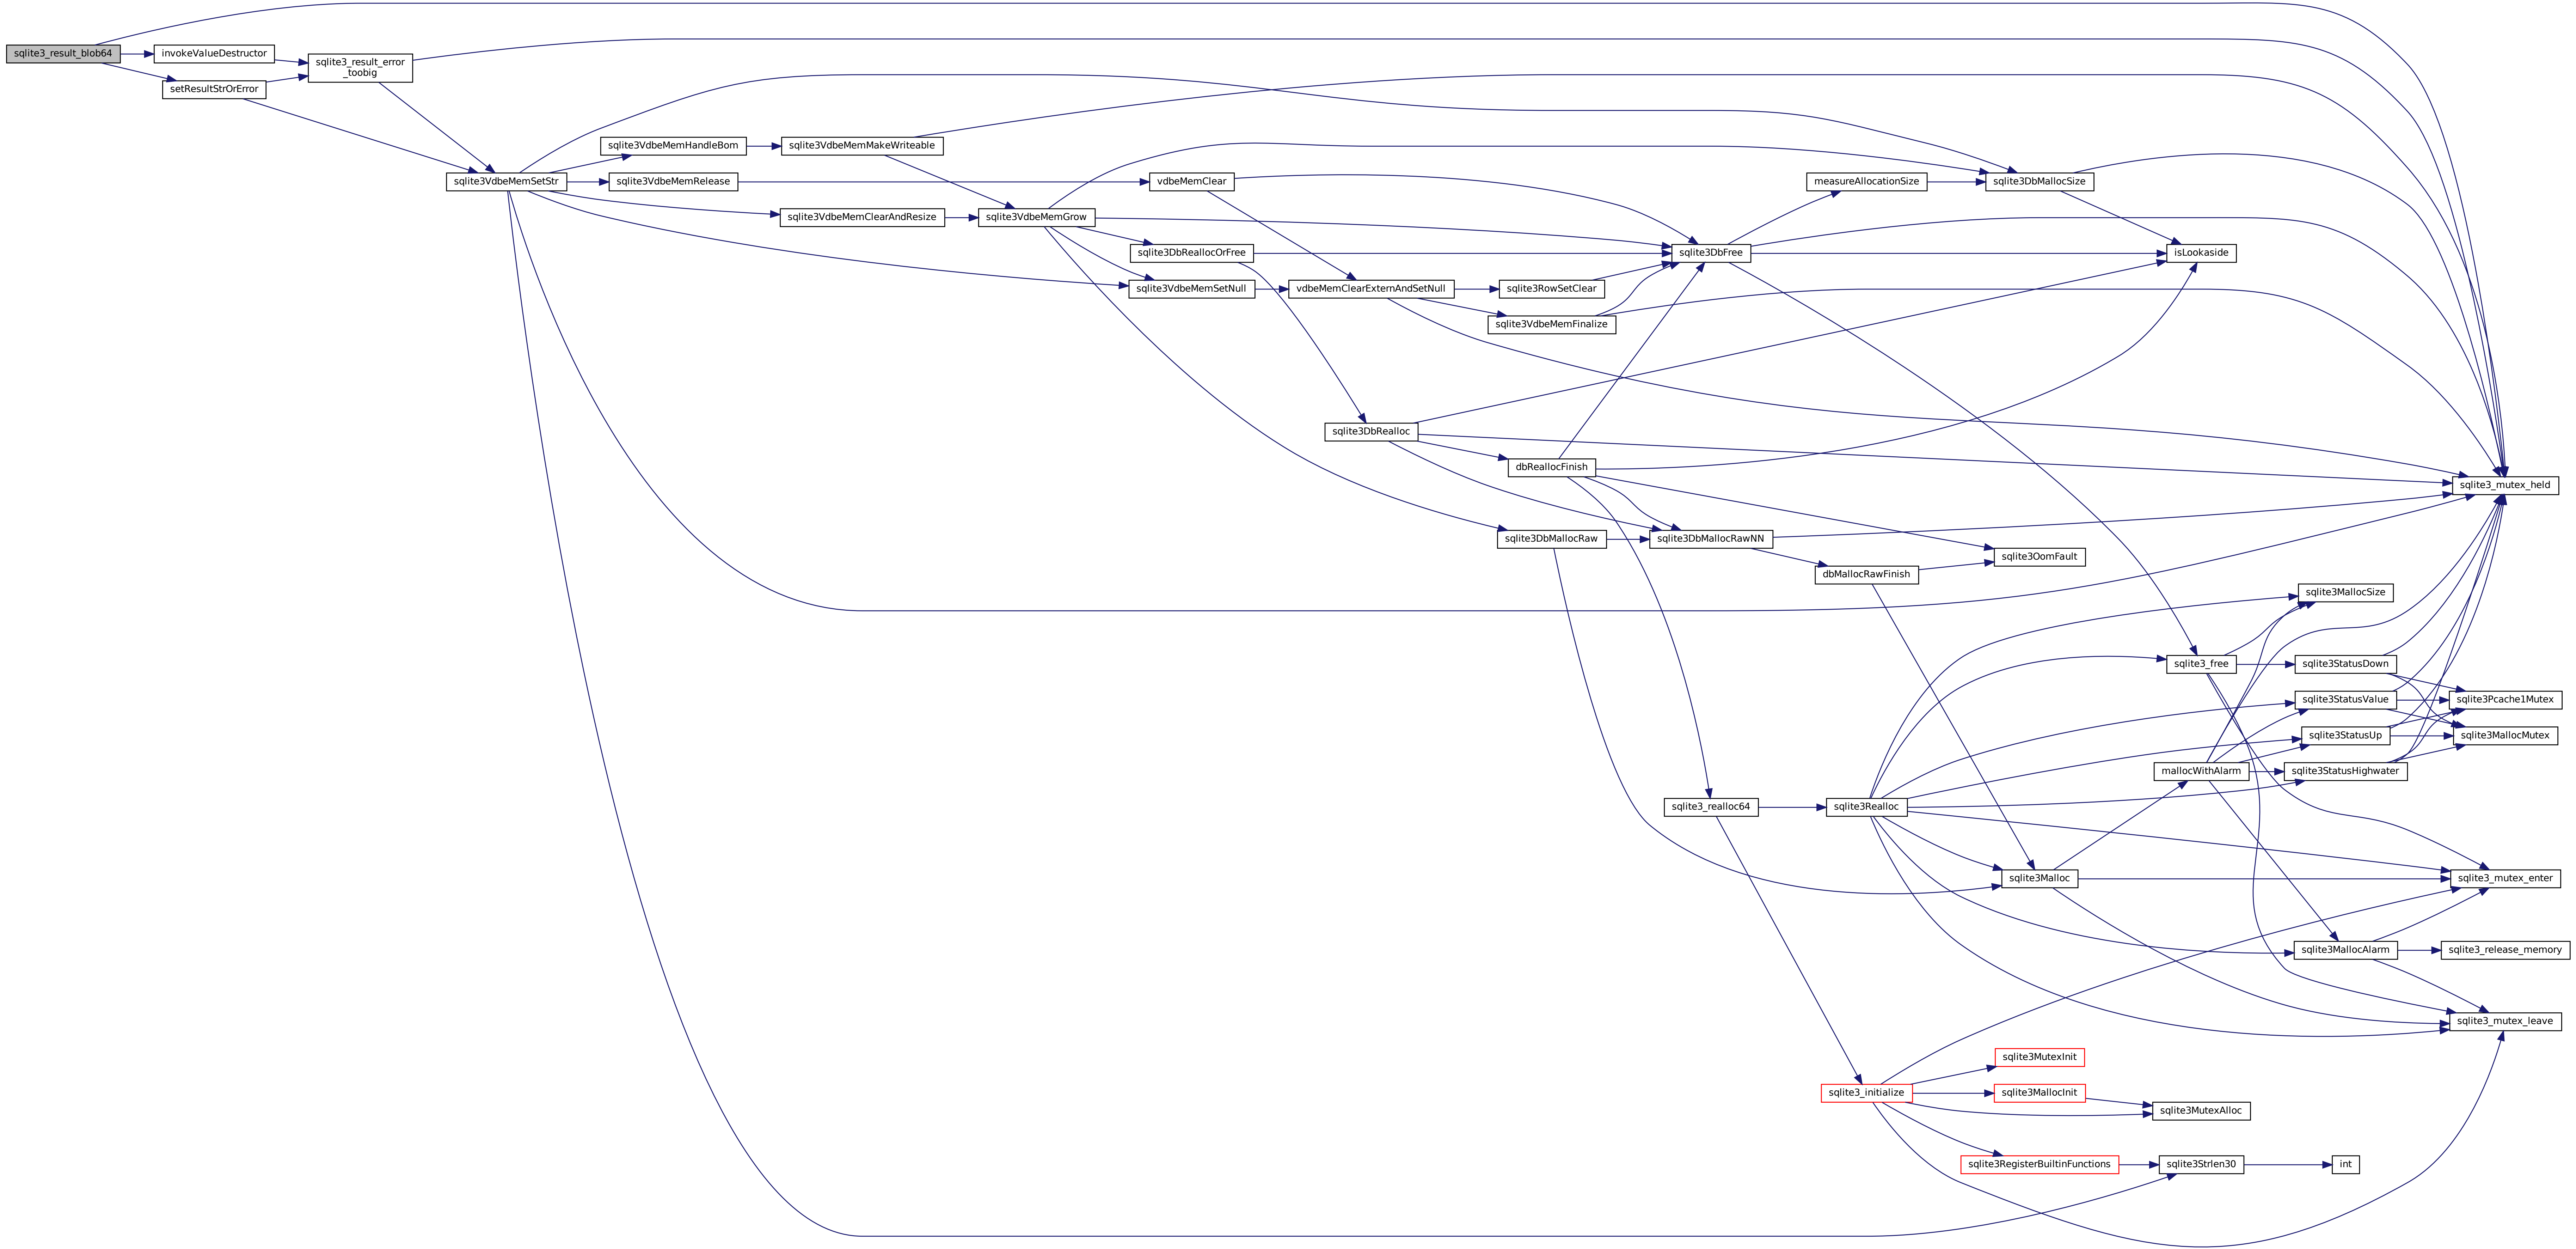 sqlite3_result_blob64
invokeValueDestructor
setResultStrOrError
sqlite3_result_error
_toobig
sqlite3VdbeMemSetStr
sqlite3VdbeMemHandleBom
sqlite3VdbeMemRelease
sqlite3VdbeMemMakeWriteable
sqlite3VdbeMemClearAndResize
sqlite3VdbeMemGrow
vdbeMemClear
sqlite3DbReallocOrFree
sqlite3VdbeMemSetNull
vdbeMemClearExternAndSetNull
sqlite3RowSetClear
sqlite3VdbeMemFinalize
sqlite3DbRealloc
dbReallocFinish
sqlite3DbMallocRaw
sqlite3DbFree
measureAllocationSize
sqlite3DbMallocSize
isLookaside
sqlite3_mutex_held
sqlite3DbMallocRawNN
dbMallocRawFinish
sqlite3OomFault
sqlite3MallocSize
sqlite3_free
sqlite3StatusDown
sqlite3StatusValue
sqlite3StatusUp
sqlite3StatusHighwater
mallocWithAlarm
sqlite3Pcache1Mutex
sqlite3MallocMutex
sqlite3_realloc64
sqlite3Realloc
sqlite3Malloc
sqlite3_mutex_enter
sqlite3MallocAlarm
sqlite3_release_memory
sqlite3_mutex_leave
sqlite3_initialize
sqlite3MutexInit
sqlite3MallocInit
sqlite3MutexAlloc
sqlite3RegisterBuiltinFunctions
sqlite3Strlen30
int